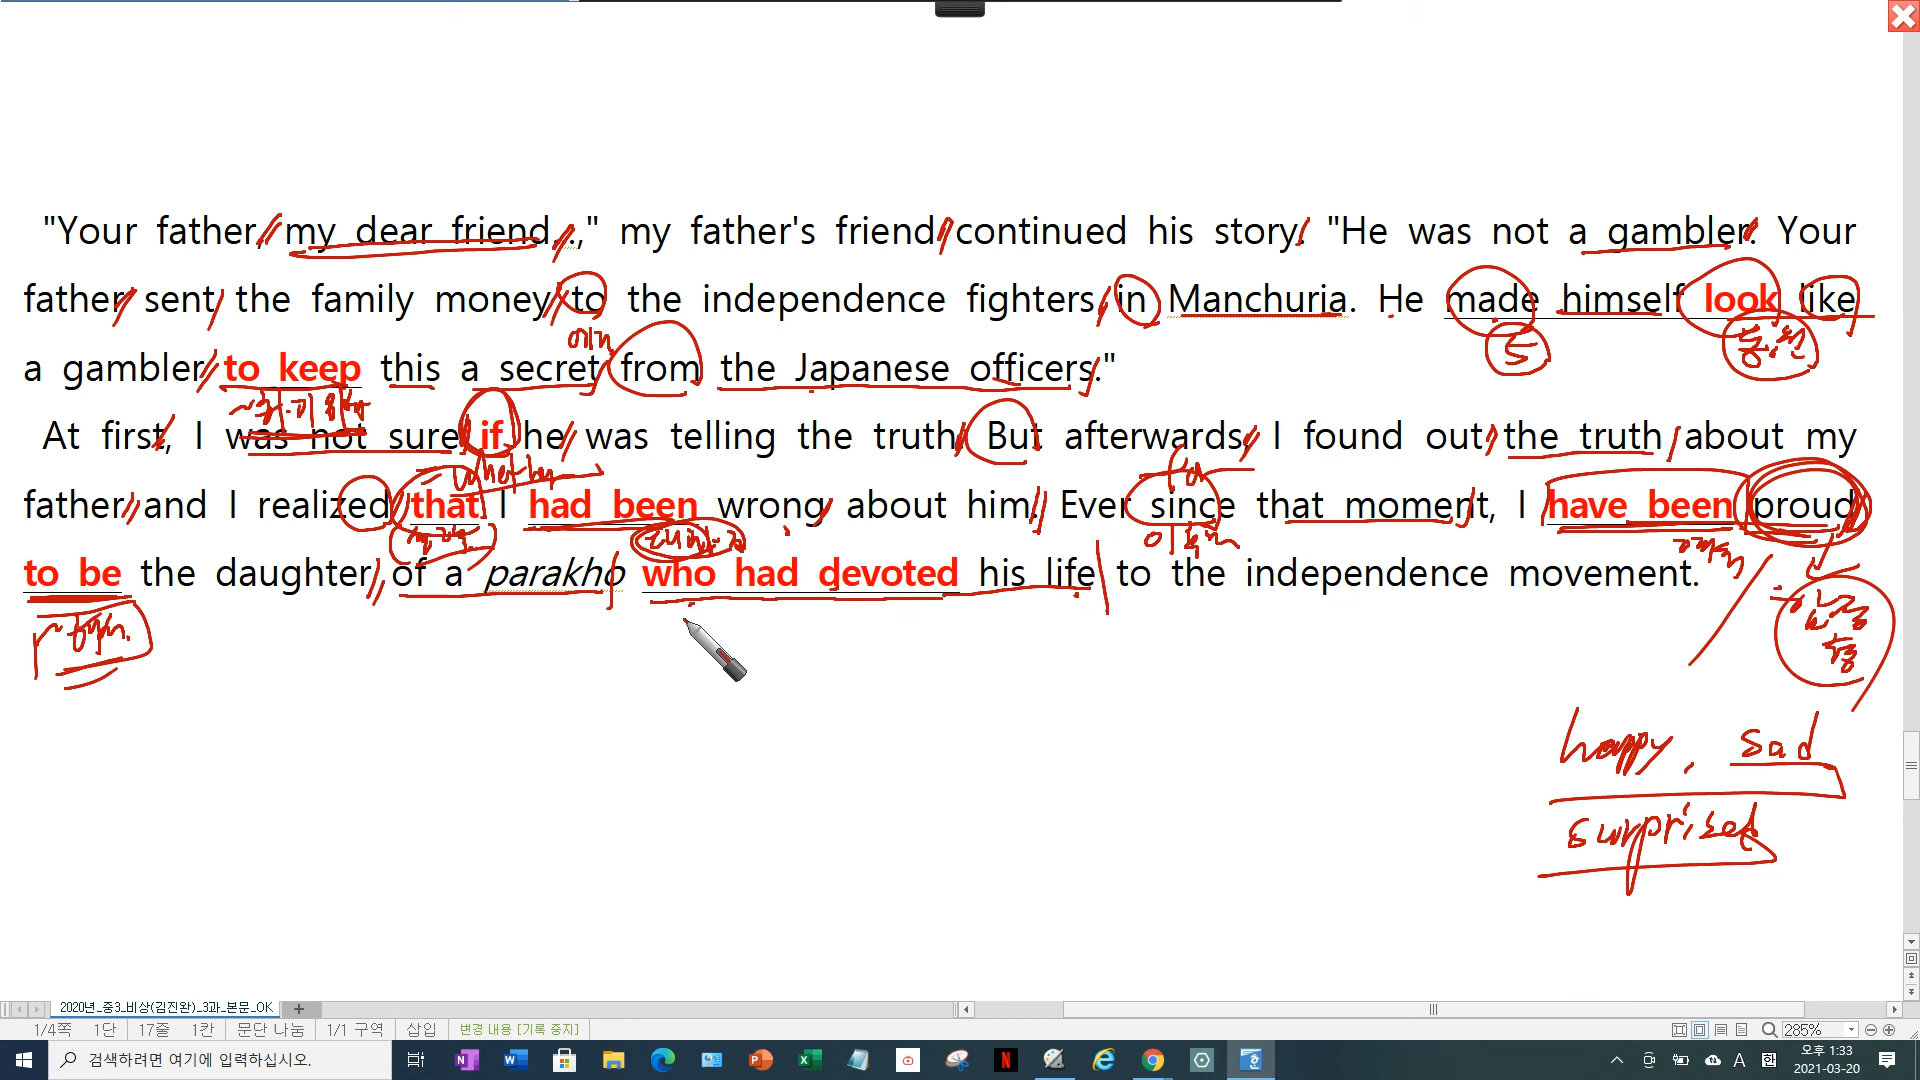 "Your father, my dear friend...," my father's friend continued his story. "He was not a gambler. Your
father sent the family money to the independence fighters in Manchuria. He made himself look like
a gambler to keep this a secret from the Japanese officers."
At first, I was not sure if he was telling the truth. But afterwards, I found out the truth about my
father and I realized that I had been wrong about him. Ever since that moment, I have been proud
to be the daughter of a parakho who had devoted his life to the independence movement.
happy, sad
surprised
2020년_중3_비상(김진완)_3과_본문_OK
1/4쪽 1단 17줄 1칸 문단 나눔 1/1 구역 삽입 변경 내용 [기록 중지] 285%
검색하려면 여기에 입력하십시오. A 한 오후 1:33
2021-03-20